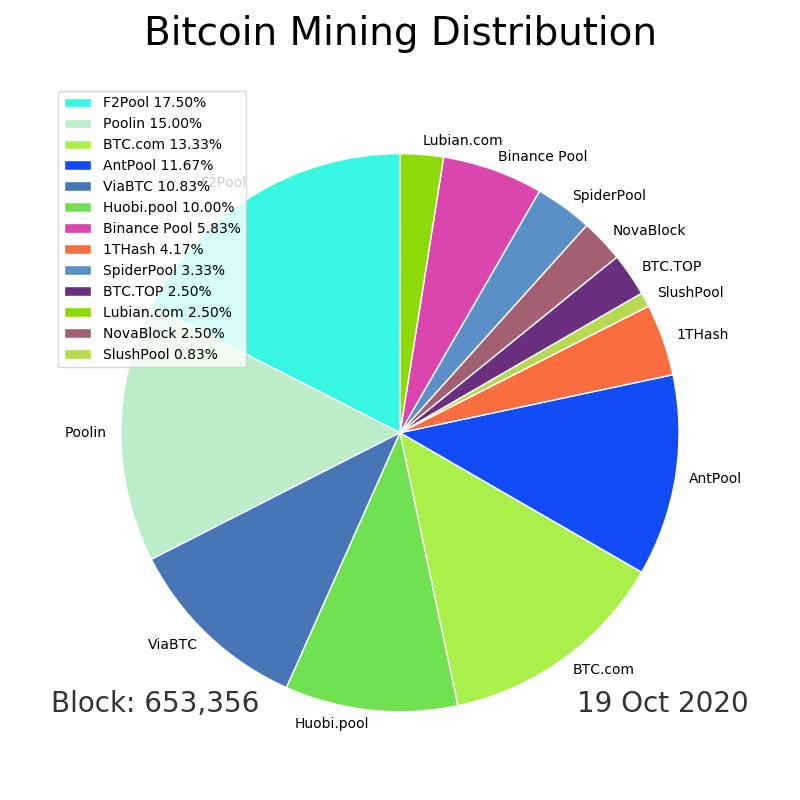 Bitcoin Mining Distribution
F2Pool 17.50%
Poolin 15.00%
BTC.com 13.33%
AntPool 11.67%
ViaBTC 10.83%
Huobi.pool 10.00%
Binance Pool 5.83%
1THash 4.17%
SpiderPool 3.33%
BTC.TOP 2.50%
Lubian.com 2.50%
NovaBlock 2.50%
SlushPool 0.83%
F2Pool
Lubian.com
Binance Pool
SpiderPool
NovaBlock
BTC.TOP
SlushPool
1THash
Poolin
AntPool
ViaBTC
BTC.com
Huobi.pool
Block: 653,356
19 Oct 2020